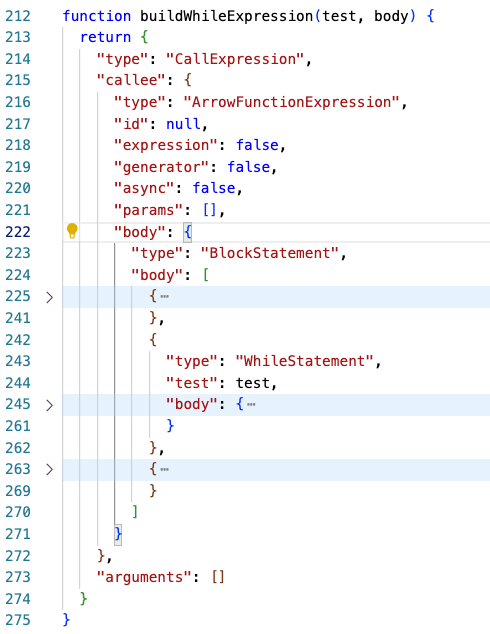 212 function buildWhileExpression(test, body) {
213   return {
214     "type": "CallExpression",
215     "callee": {
216       "type": "ArrowFunctionExpression",
217       "id": null,
218       "expression": false,
219       "generator": false,
220       "async": false,
221       "params": [],
222       "body": {
223         "type": "BlockStatement",
224         "body": [
225           {⋯
241           },
242           {
243             "type": "WhileStatement",
244             "test": test,
245             "body": {⋯
261             }
262           },
263           {⋯
269           }
270         ]
271       }
272     },
273     "arguments": []
274   }
275 }